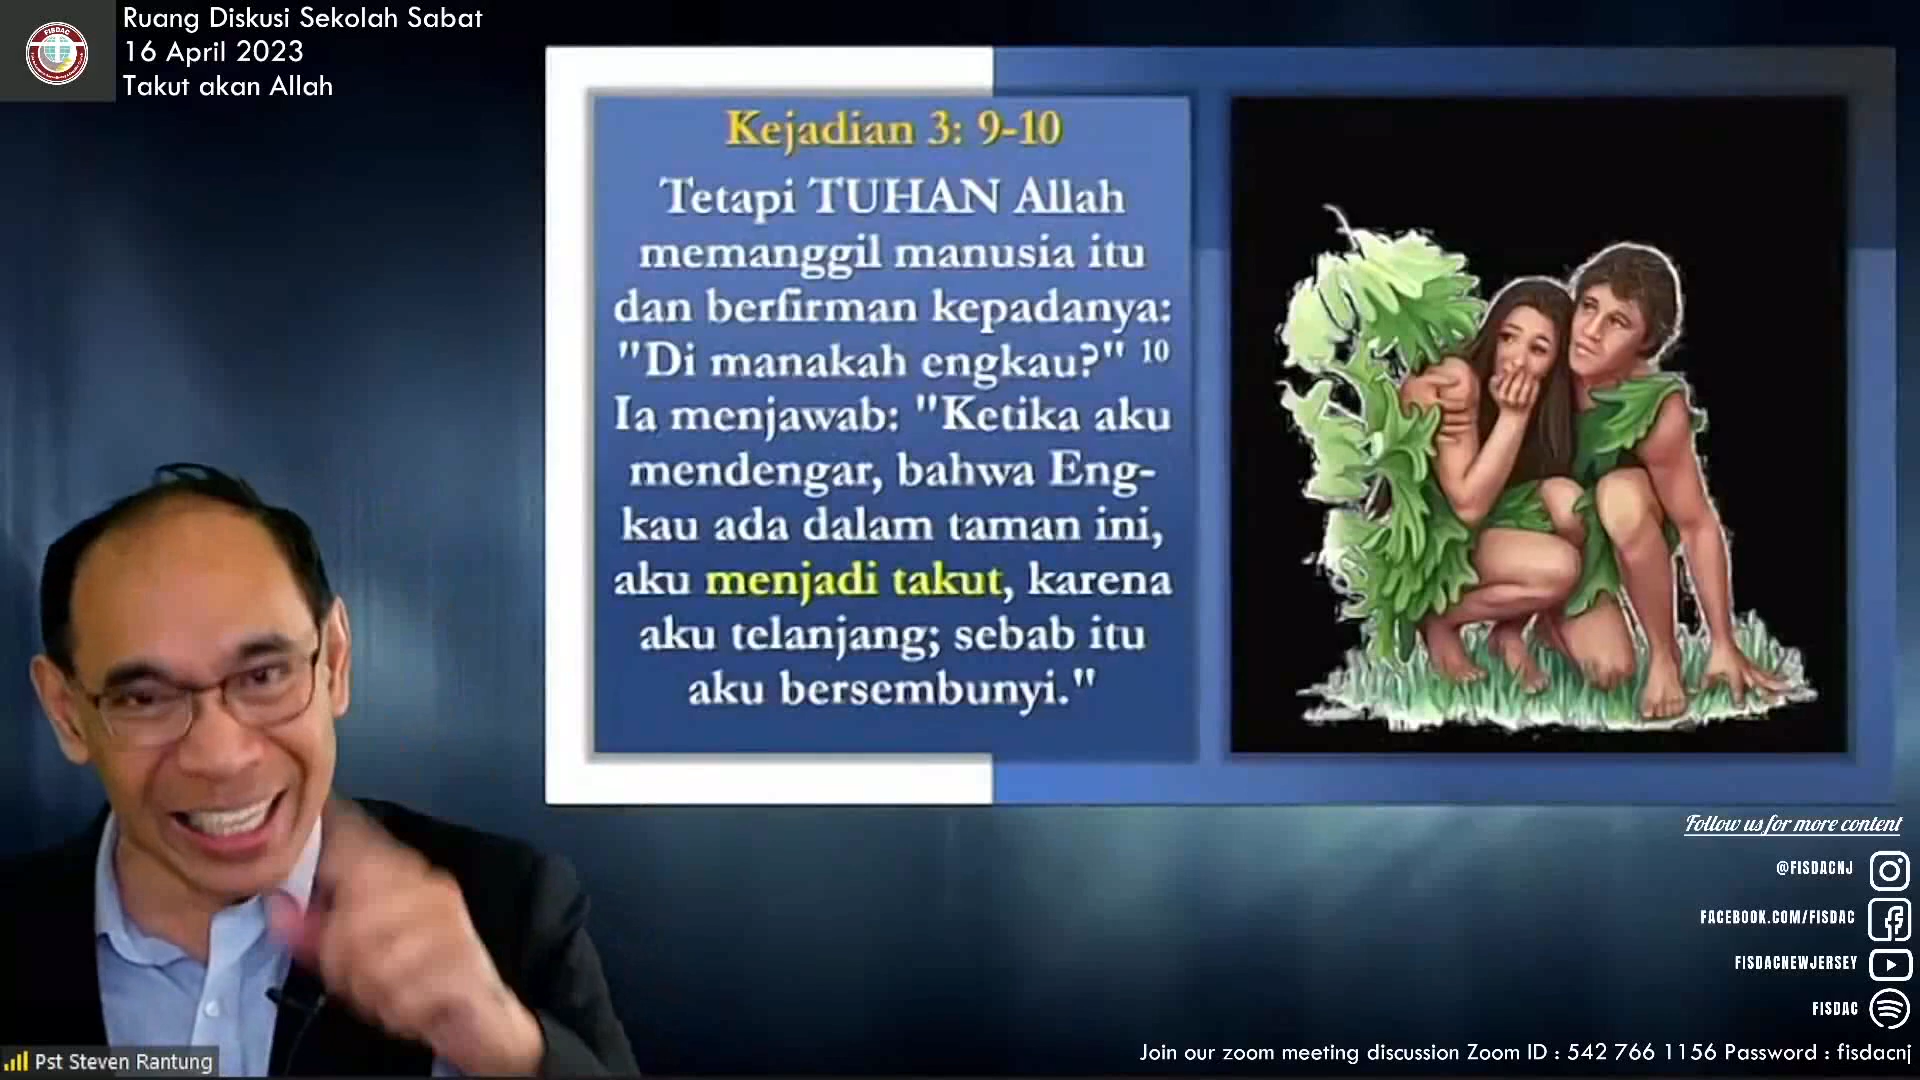 Ruang Diskusi Sekolah Sabat
16 April 2023
Takut akan Allah
FISDAC
Kejadian 3: 9-10
Tetapi TUHAN Allah
memanggil manusia itu
dan berfirman kepadanya:
"Di manakah engkau?" 10
Ia menjawab: "Ketika aku
mendengar, bahwa Eng-
kau ada dalam taman ini,
aku menjadi takut, karena
aku telanjang; sebab itu
aku bersembunyi."
Follow us for more content
@FISDACNJ
FACEBOOK.COM/FISDAC
FISDACNEWJERSEY
FISDAC
Pst Steven Rantung
Join our zoom meeting discussion Zoom ID : 542 766 1156 Password : fisdacnj